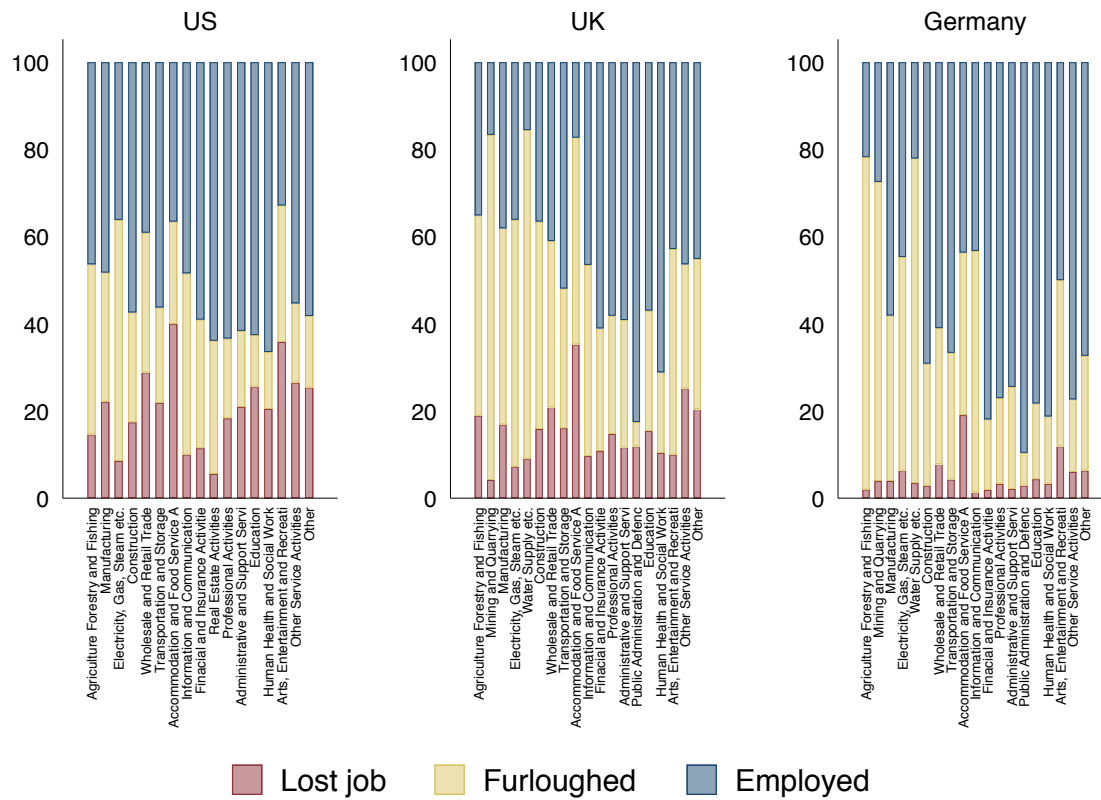 US
UK
Germany
100
80
60
40
20
0
Agriculture Forestry and Fishing
Manufacturing
Electricity, Gas, Steam etc.
Construction
Wholesale and Retail Trade
Transportation and Storage
Accommodation and Food Service A
Information and Communication
Finacial and Insurance Activitie
Real Estate Activities
Professional Activities
Administrative and Support Servi
Education
Human Health and Social Work
Arts, Entertainment and Recreati
Other Service Activities
Other
100
80
60
40
20
0
Agriculture Forestry and Fishing
Mining and Quarrying
Manufacturing
Electricity, Gas, Steam etc.
Water Supply etc.
Construction
Wholesale and Retail Trade
Transportation and Storage
Accommodation and Food Service A
Information and Communication
Finacial and Insurance Activitie
Professional Activities
Administrative and Support Servi
Public Administration and Defenc
Education
Human Health and Social Work
Arts, Entertainment and Recreati
Other Service Activities
Other
100
80
60
40
20
0
Agriculture Forestry and Fishing
Mining and Quarrying
Manufacturing
Electricity, Gas, Steam etc.
Water Supply etc.
Construction
Wholesale and Retail Trade
Transportation and Storage
Accommodation and Food Service A
Information and Communication
Finacial and Insurance Activitie
Professional Activities
Administrative and Support Servi
Public Administration and Defenc
Education
Human Health and Social Work
Arts, Entertainment and Recreati
Other Service Activities
Other
Lost job
Furloughed
Employed